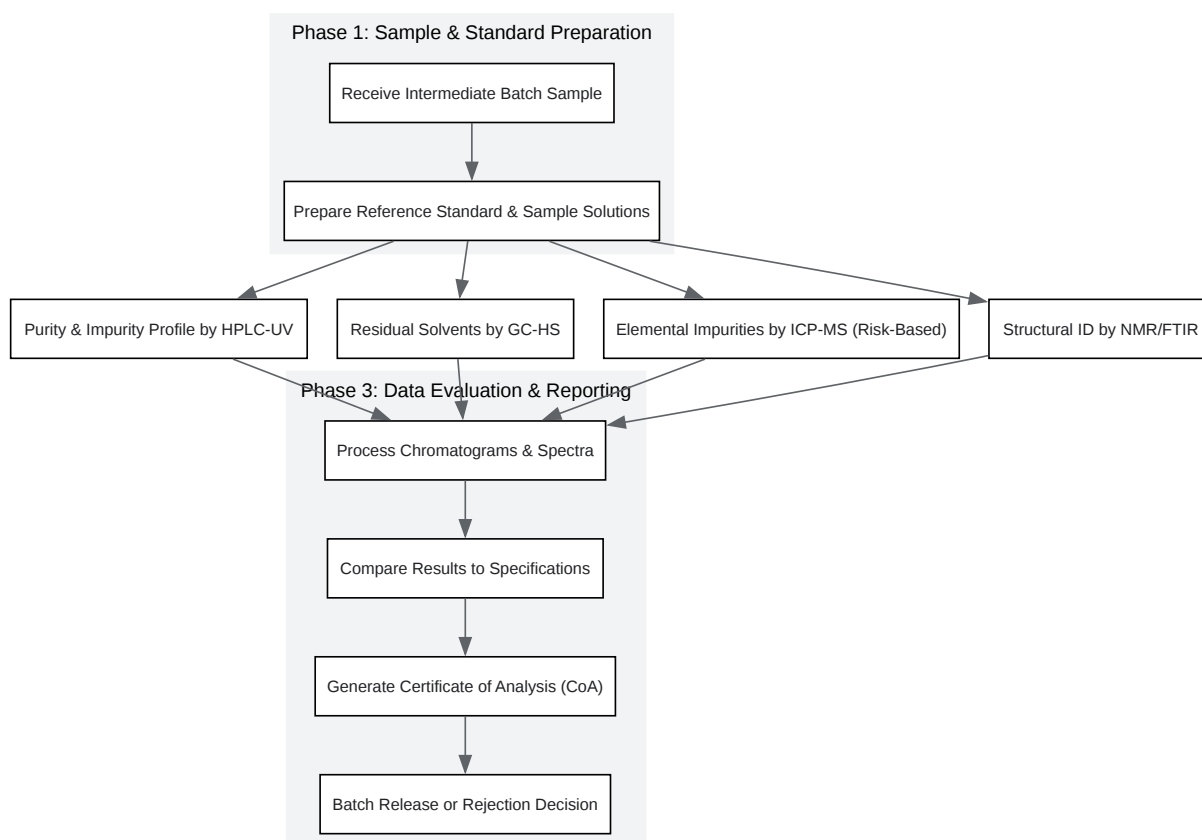 Phase 1: Sample & Standard Preparation
Receive Intermediate Batch Sample
Prepare Reference Standard & Sample Solutions
Purity & Impurity Profile by HPLC-UV
Residual Solvents by GC-HS
Elemental Impurities by ICP-MS (Risk-Based)
Structural ID by NMR/FTIR
Phase 3: Data Evaluation & Reporting
Process Chromatograms & Spectra
Compare Results to Specifications
Generate Certificate of Analysis (CoA)
Batch Release or Rejection Decision